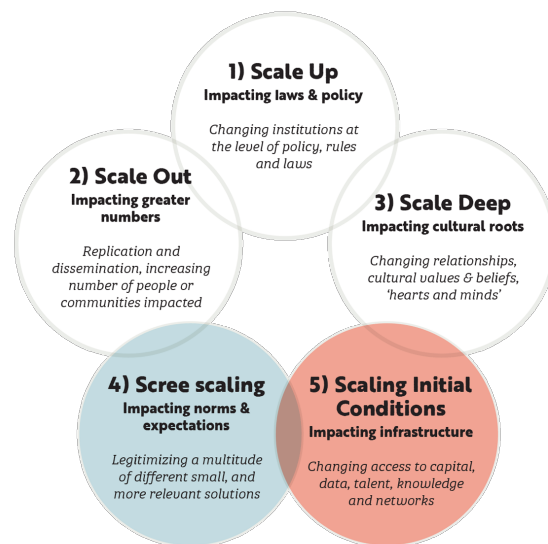 1) Scale Up
Impacting laws & policy
Changing institutions at
the level of policy, rules
and laws
2) Scale Out
Impacting greater
numbers
Replication and
dissemination, increasing
number of people or
communities impacted
3) Scale Deep
Impacting cultural roots
Changing relationships,
cultural values & beliefs,
‘hearts and minds’
4) Scree scaling
Impacting norms &
expectations
Legitimizing a multitude
of different small, and
more relevant solutions
5) Scaling Initial
Conditions
Impacting infrastructure
Changing access to capital,
data, talent, knowledge
and networks